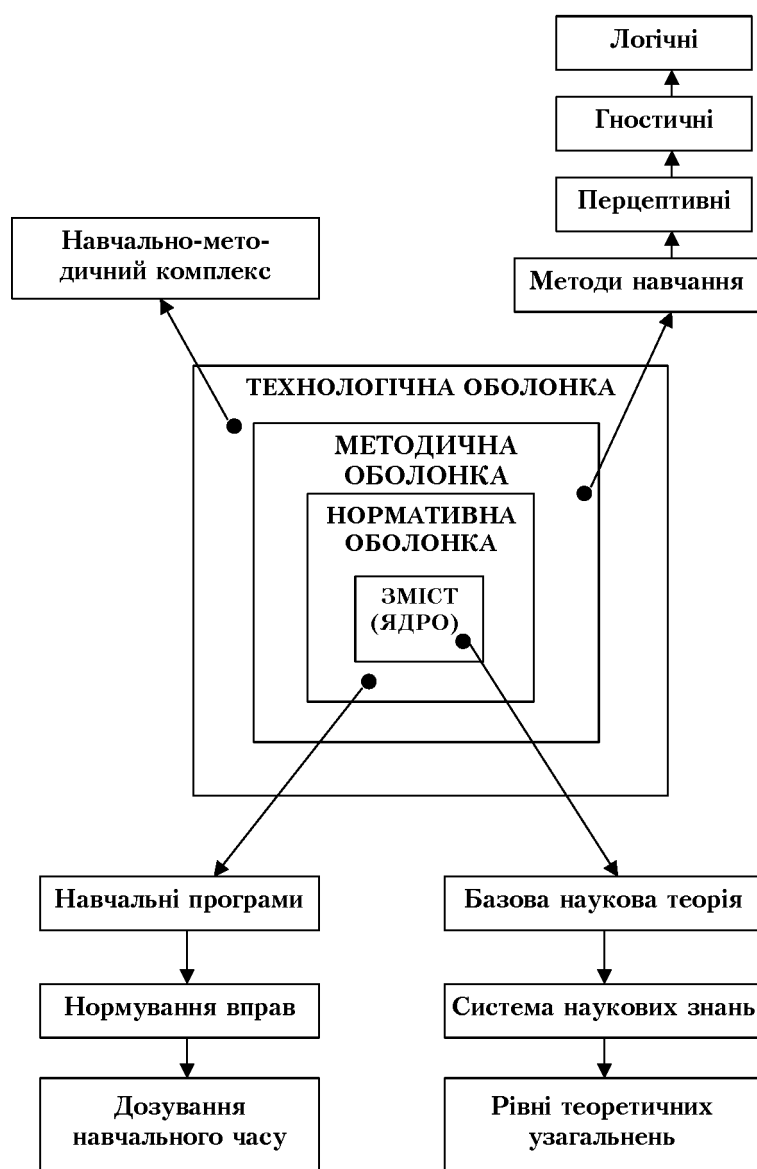 Логічні
Гностичні
Перцептивні
Методи навчання
Навчально-мето-
дичний комплекс
ТЕХНОЛОГІЧНА ОБОЛОНКА
МЕТОДИЧНА
ОБОЛОНКА
НОРМАТИВНА
ОБОЛОНКА
ЗМІСТ
(ЯДРО)
Навчальні програми
Нормування вправ
Дозування
навчального часу
Базова наукова теорія
Система наукових знань
Рівні теоретичних
узагальнень